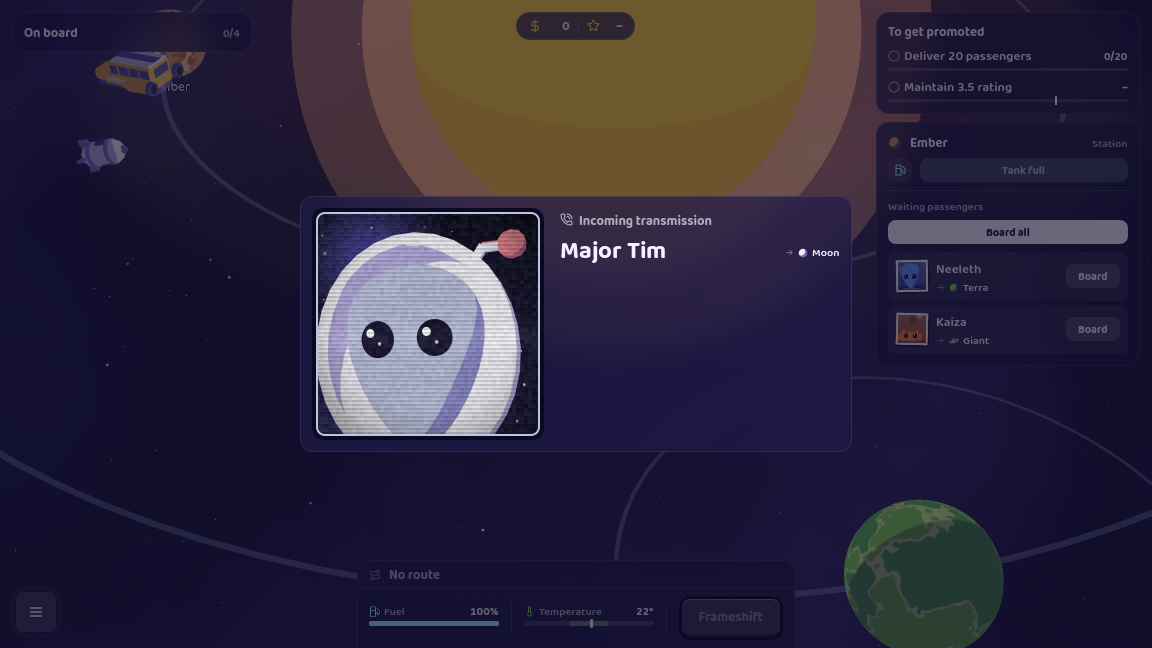 On board
0/4
$ 0 –
To get promoted
Deliver 20 passengers
0/20
Maintain 3.5 rating
–
Ember
Station
Tank full
Waiting passengers
Board all
Neeleth
→ Terra
Board
Kaiza
→ Giant
Board
Incoming transmission
Major Tim
→ Moon
No route
Fuel
100%
Temperature
22°
Frameshift